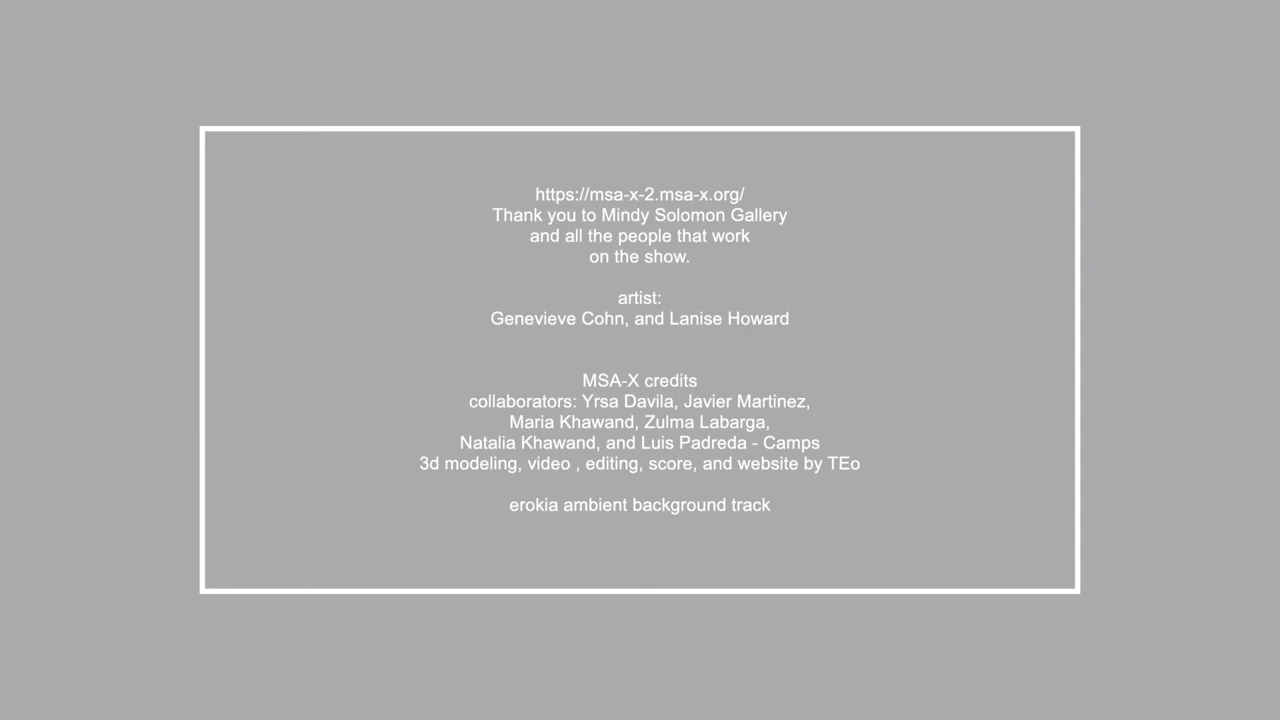 https://msa-x-2.msa-x.org/
Thank you to Mindy Solomon Gallery
and all the people that work
on the show.
artist:
Genevieve Cohn, and Lanise Howard
MSA-X credits
collaborators: Yrsa Davila, Javier Martinez,
Maria Khawand, Zulma Labarga,
Natalia Khawand, and Luis Padreda - Camps
3d modeling, video , editing, score, and website by TEo
erokia ambient background track